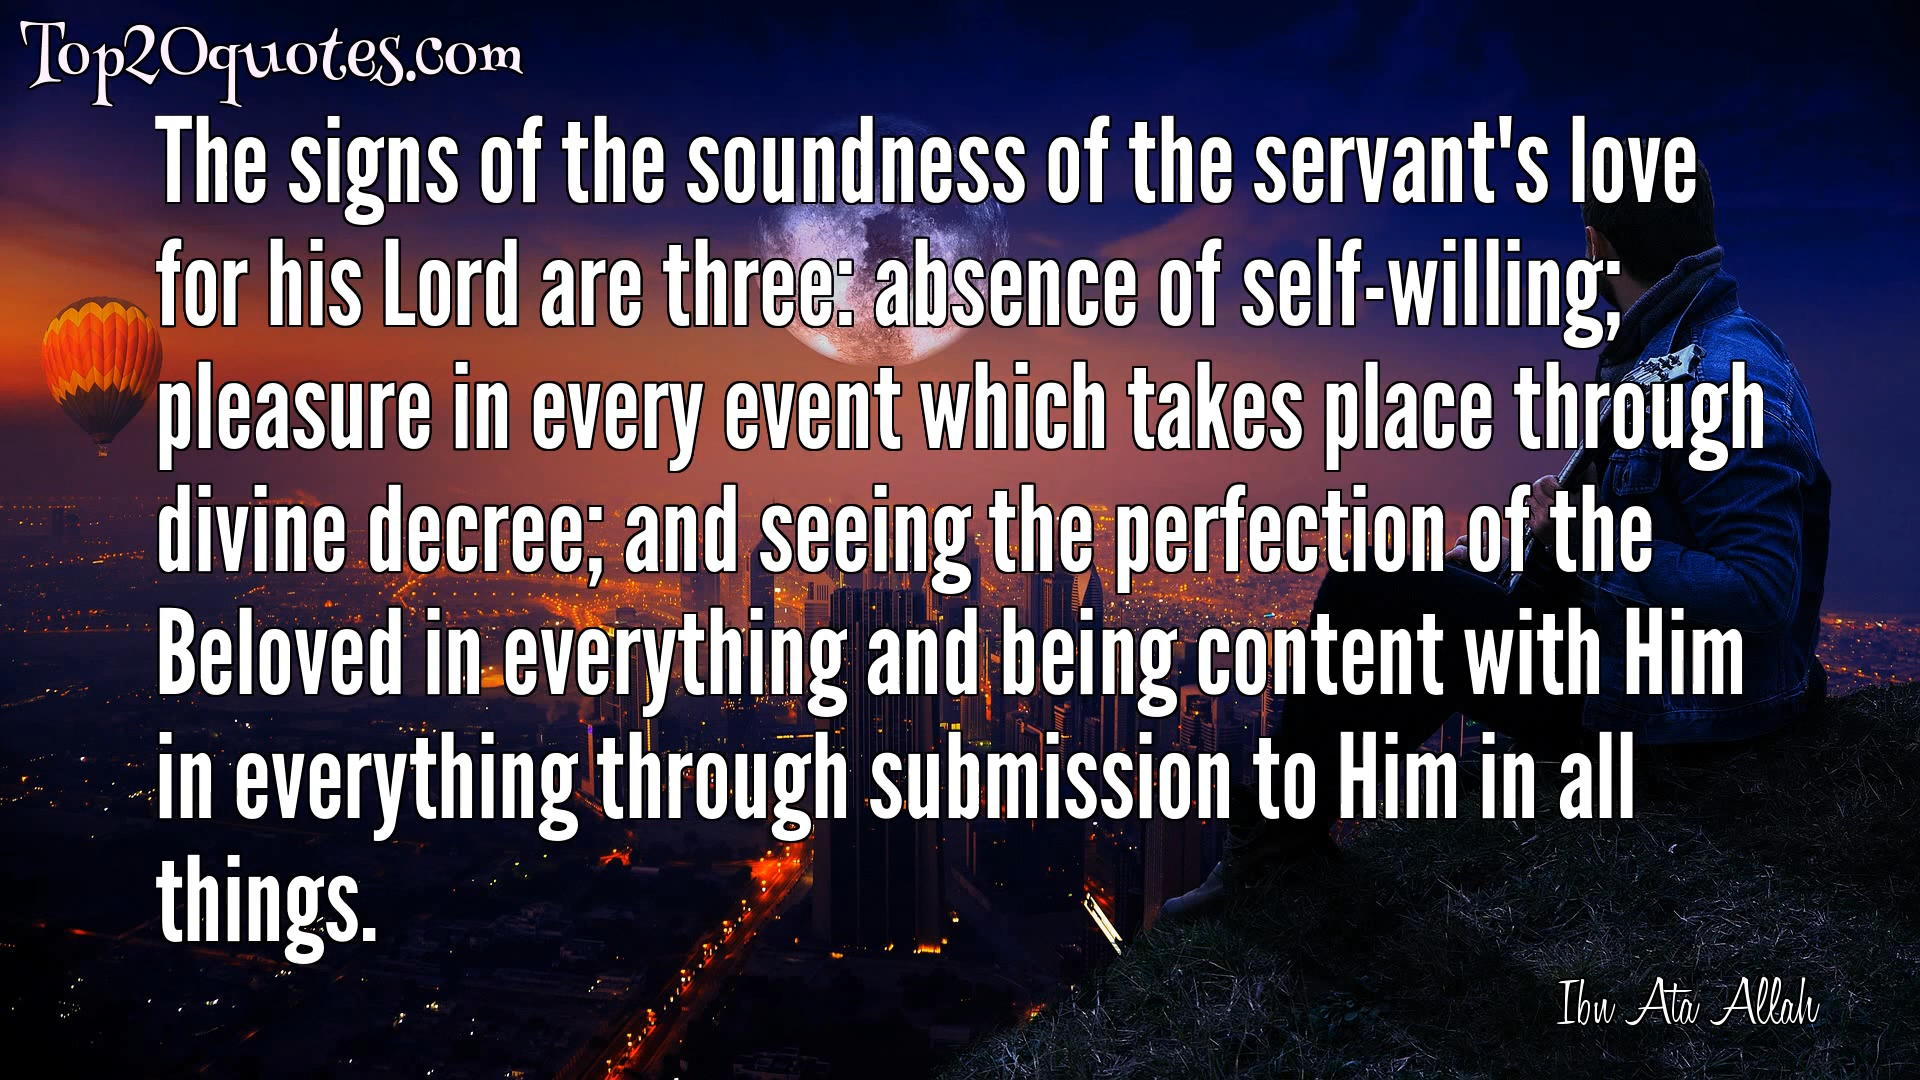 Top20quotes.com
The signs of the soundness of the servant's love
for his Lord are three: absence of self-willing;
pleasure in every event which takes place through
divine decree; and seeing the perfection of the
Beloved in everything and being content with Him
in everything through submission to Him in all
things.
Ibn Ata Allah